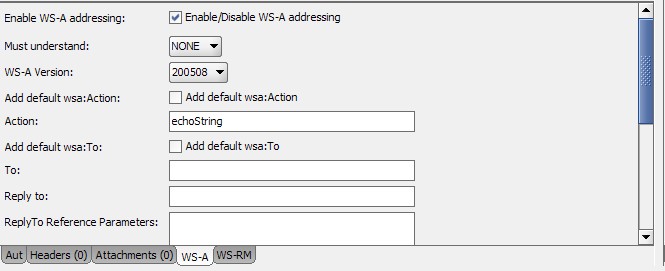 Enable WS-A addressing: Enable/Disable WS-A addressing
Must understand: NONE
WS-A Version: 200508
Add default wsa:Action: Add default wsa:Action
Action: echoString
Add default wsa:To: Add default wsa:To
To:
Reply to:
ReplyTo Reference Parameters:
Aut Headers (0) Attachments (0) WS-A WS-RM